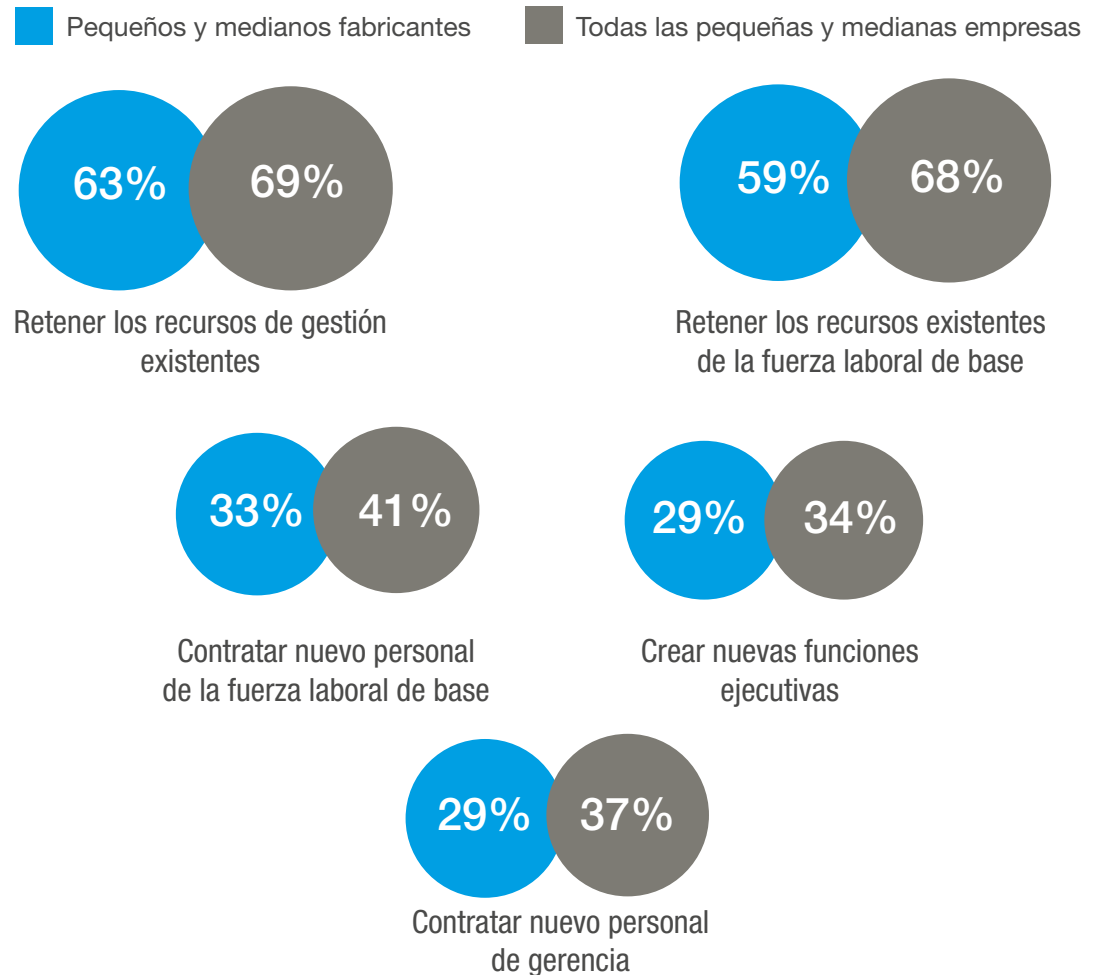 Pequeños y medianos fabricantes
Todas las pequeñas y medianas empresas
63%
69%
Retener los recursos de gestión
existentes
59%
68%
Retener los recursos existentes
de la fuerza laboral de base
33%
41%
Contratar nuevo personal
de la fuerza laboral de base
29%
34%
Crear nuevas funciones
ejecutivas
29%
37%
Contratar nuevo personal
de gerencia